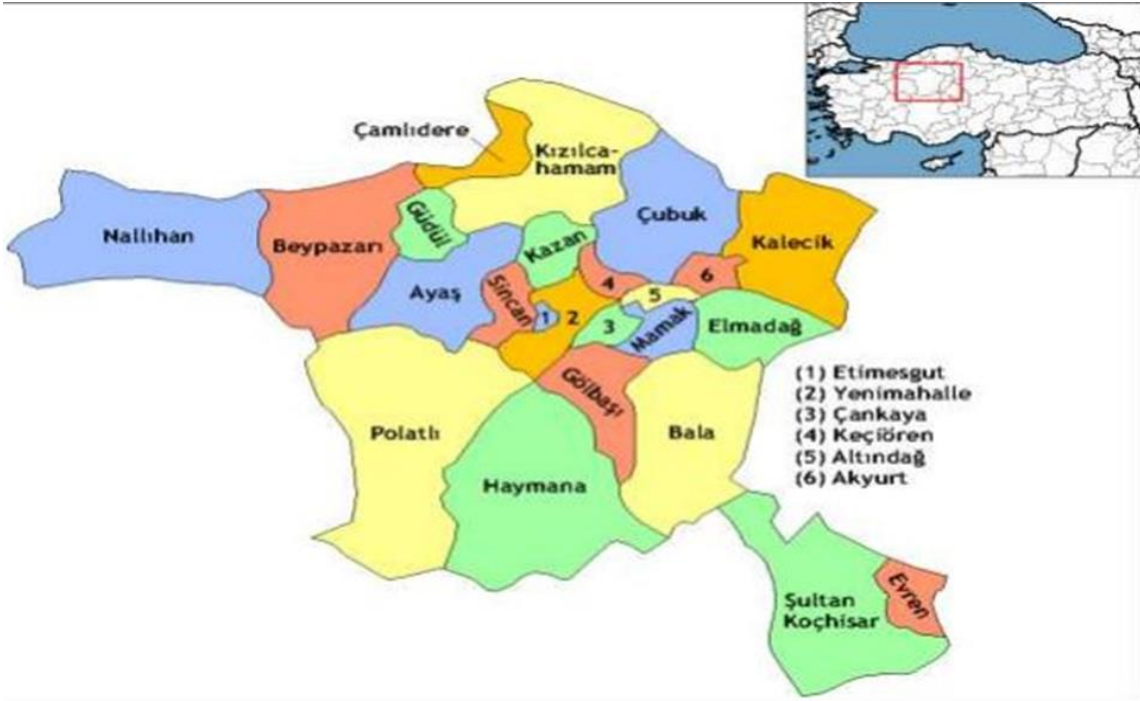 Çamlıdere
Kızılca-
hamam
Nallıhan
Beypazarı
Güdül
Kazan
Çubuk
Kalecik
Ayaş
Sincan
1
2
3
4
5
6
Mamak
Elmadağ
Gölbaşı
Polatlı
Bala
Haymana
(1) Etimesgut
(2) Yenimahalle
(3) Çankaya
(4) Keçiören
(5) Altındağ
(6) Akyurt
Şultan
Koçhisar
Evren